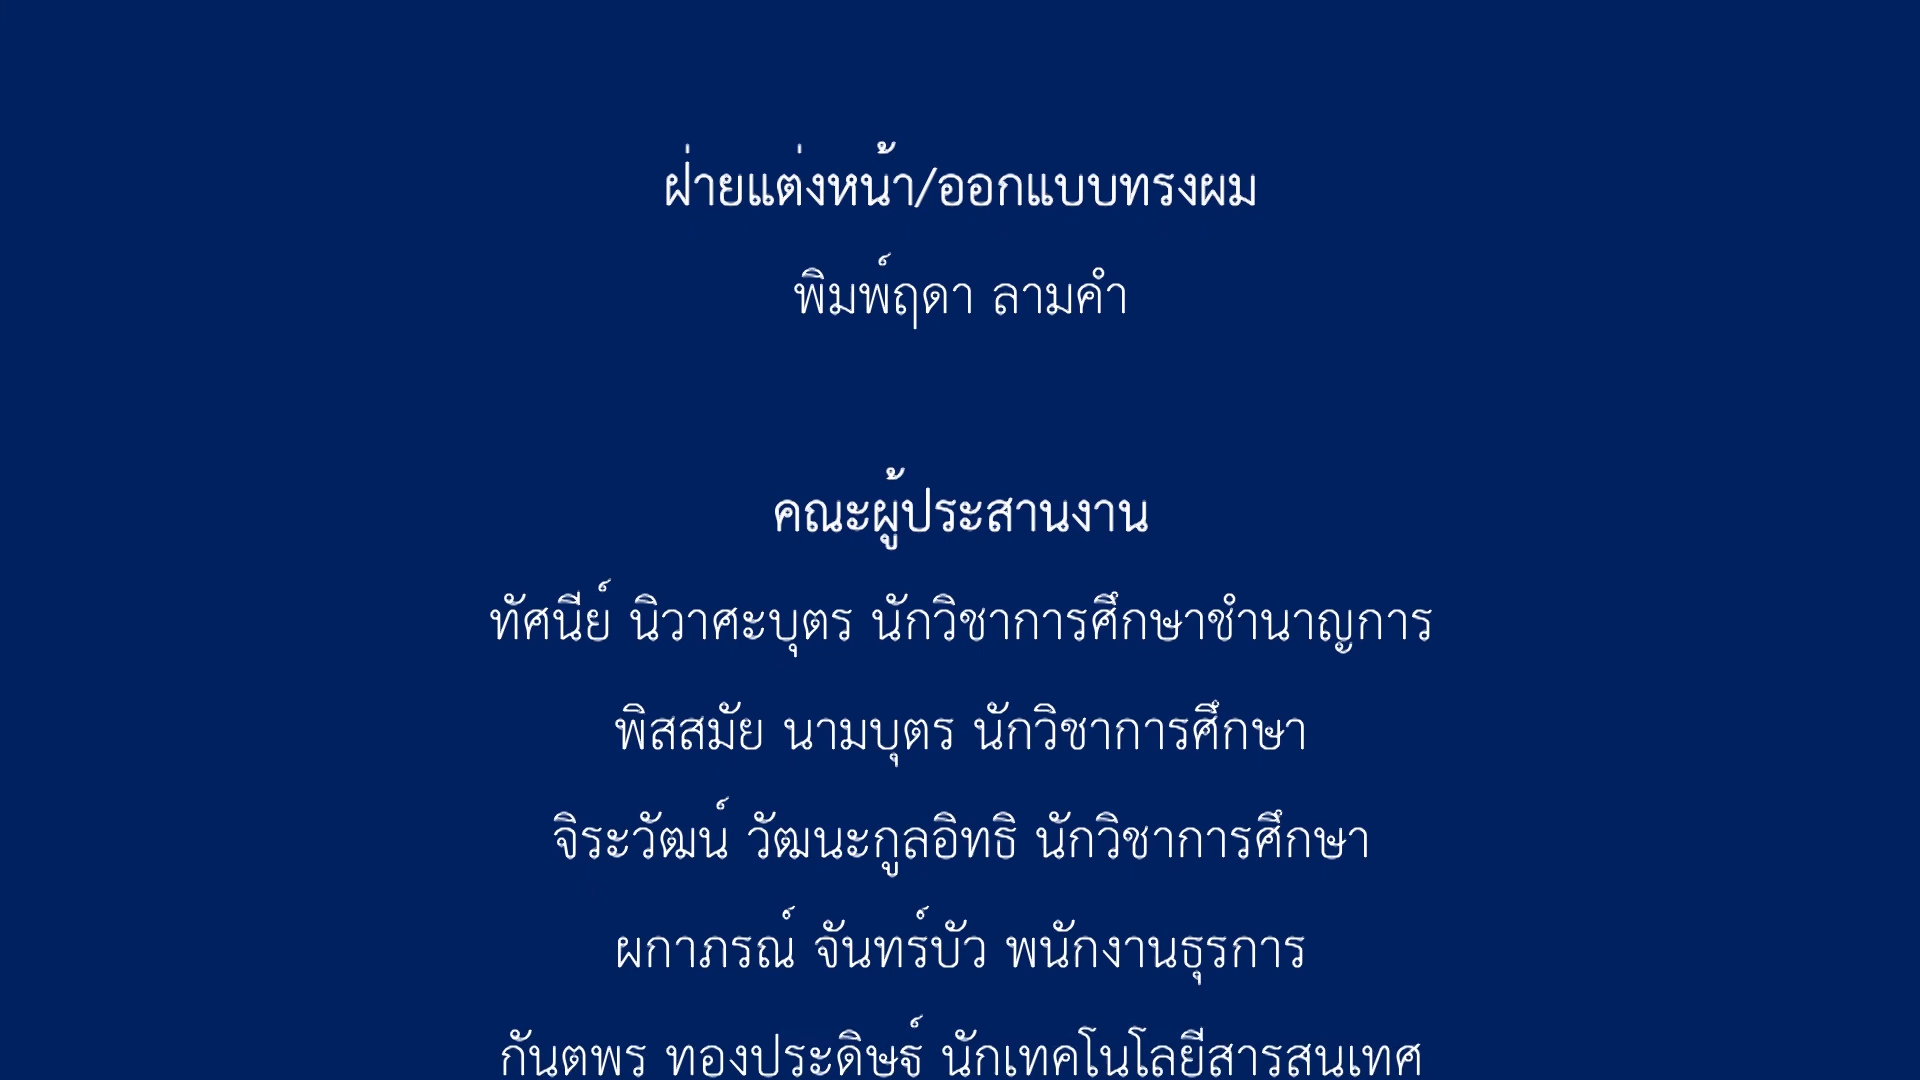 ฝ่ายแต่งหน้า/ออกแบบทรงผม
พิมพ์ฤดา ลามคำ
คณะผู้ประสานงาน
ทัศนีย์ นิวาศะบุตร นักวิชาการศึกษาชำนาญการ
พิสสมัย นามบุตร นักวิชาการศึกษา
จิระวัฒน์ วัฒนะกูลอิทธิ นักวิชาการศึกษา
ผกาภรณ์ จันทร์บัว พนักงานธุรการ
กันตพร ทองประดิษฐ์ นักเทคโนโลยีสารสนเทศ